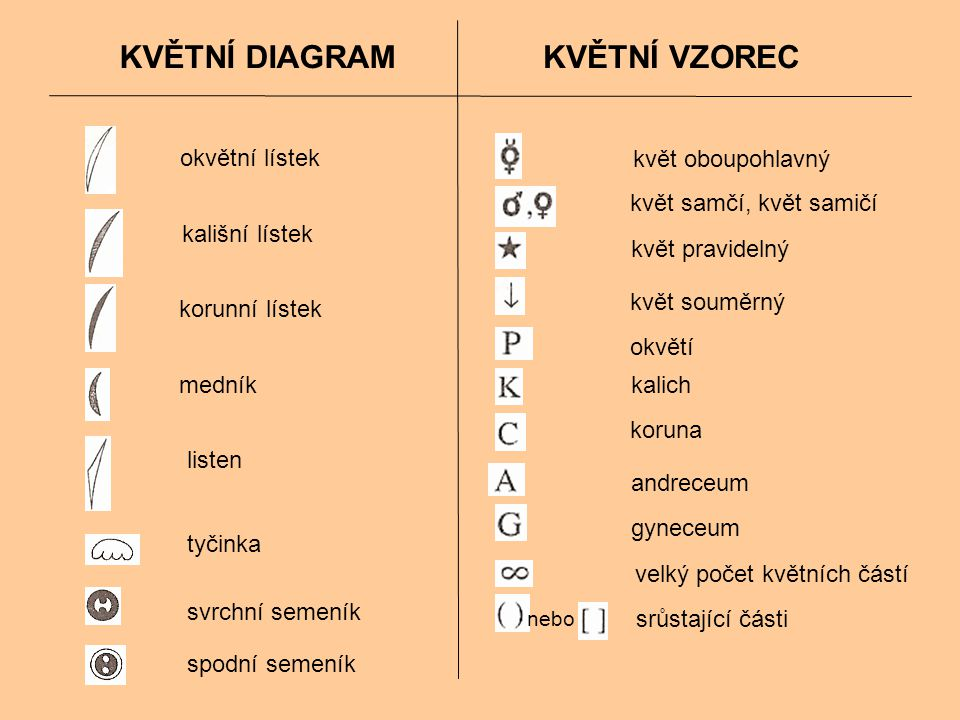 KVĚTNÍ DIAGRAM
okvětní lístek
kališní lístek
korunní lístek
medník
listen
tyčinka
svrchní semeník
spodní semeník
KVĚTNÍ VZOREC
⚥ květ oboupohlavný
♂,♀ květ samčí, květ samičí
★ květ pravidelný
↓ květ souměrný
P okvětí
K kalich
C koruna
A andreceum
G gyneceum
∞ velký počet květních částí
( ) nebo [ ] srůstající části